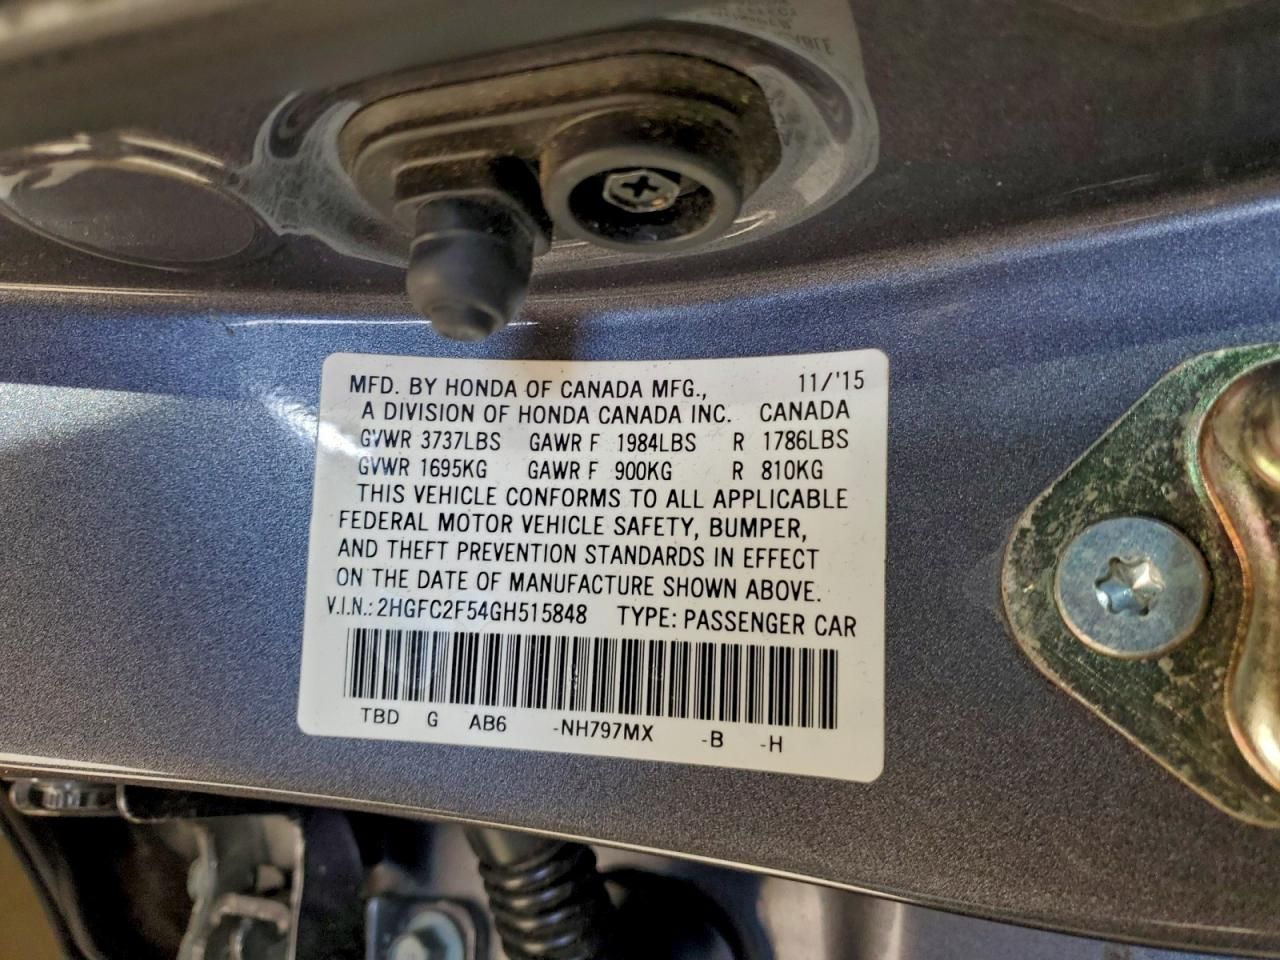 MFD. BY HONDA OF CANADA MFG., 11/'15
A DIVISION OF HONDA CANADA INC. CANADA
GVWR 3737LBS GAWR F 1984LBS R 1786LBS
GVWR 1695KG GAWR F 900KG R 810KG
THIS VEHICLE CONFORMS TO ALL APPLICABLE
FEDERAL MOTOR VEHICLE SAFETY, BUMPER,
AND THEFT PREVENTION STANDARDS IN EFFECT
ON THE DATE OF MANUFACTURE SHOWN ABOVE.
V.I.N.: 2HGFC2F54GH515848 TYPE: PASSENGER CAR
TBD G AB6 -NH797MX -B -H